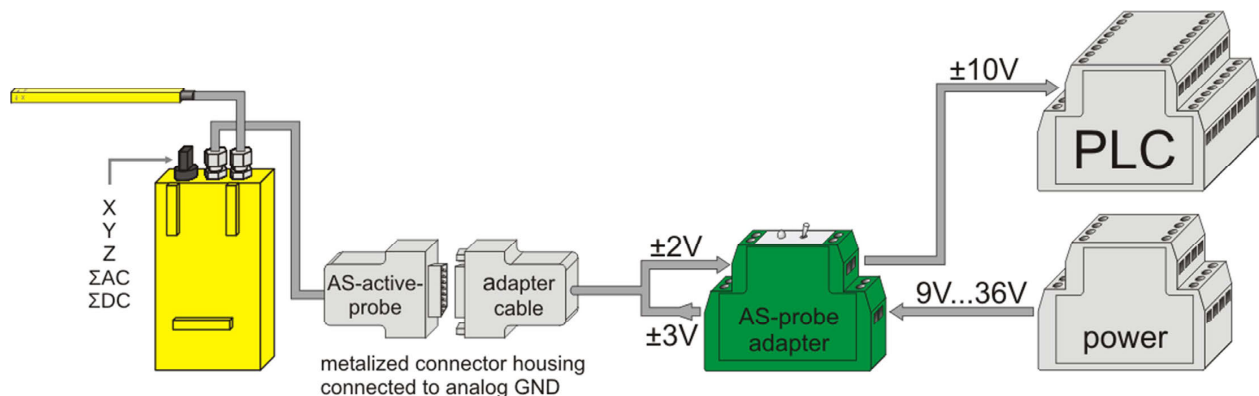 X
Y
Z
ΣAC
ΣDC
AS-active-
probe
adapter
cable
metalized connector housing
connected to analog GND
±2V
±3V
AS-probe
adapter
±10V
PLC
9V...36V
power